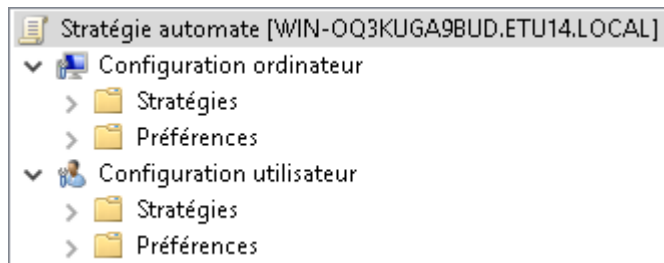 Stratégie automate [WIN-OQ3KUGA9BUD.ETU14.LOCAL]
Configuration ordinateur
Stratégies
Préférences
Configuration utilisateur
Stratégies
Préférences